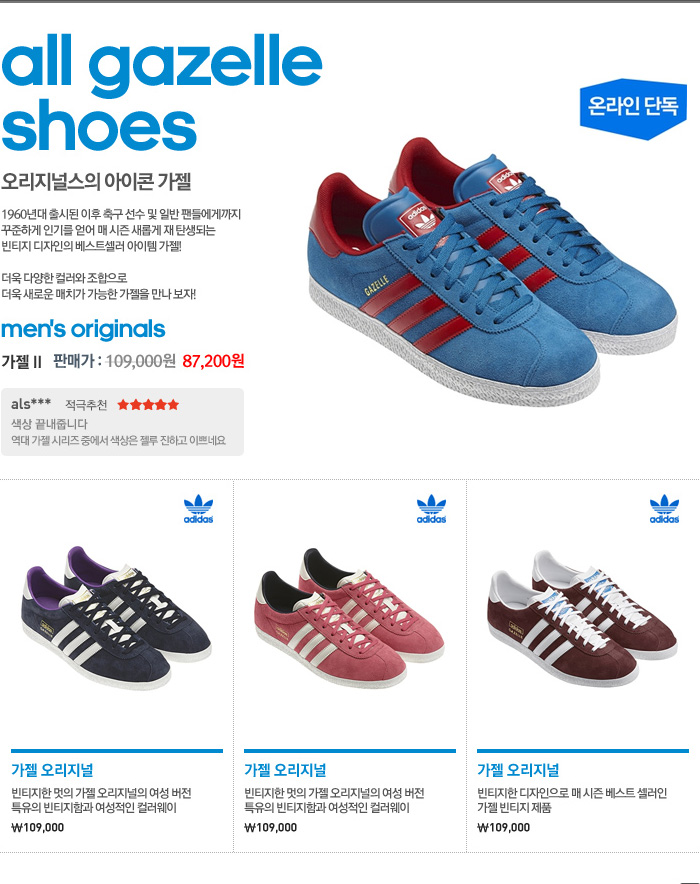 all gazelle
shoes
온라인 단독
오리지널스의 아이콘 가젤
1960년대 출시된 이후 축구 선수 및 일반 팬들에게까지
꾸준하게 인기를 얻어 매 시즌 새롭게 재 탄생되는
빈티지 디자인의 베스트셀러 아이템 가젤!
더욱 다양한 컬러와 조합으로
더욱 새로운 매치가 가능한 가젤을 만나 보자!
men's originals
가젤 II 판매가 : 109,000원 87,200원
als*** 적극추천 ★★★★★
색상 끝내줍니다
역대 가젤 시리즈 중에서 색상은 젤루 진하고 이쁘네요
adidas
GAZELLE
adidas
adidas
adidas
가젤 오리지널
빈티지한 멋의 가젤 오리지널의 여성 버전
특유의 빈티지함과 여성적인 컬러웨이
₩109,000
가젤 오리지널
빈티지한 멋의 가젤 오리지널의 여성 버전
특유의 빈티지함과 여성적인 컬러웨이
₩109,000
가젤 오리지널
빈티지한 디자인으로 매 시즌 베스트 셀러인
가젤 빈티지 제품
₩109,000